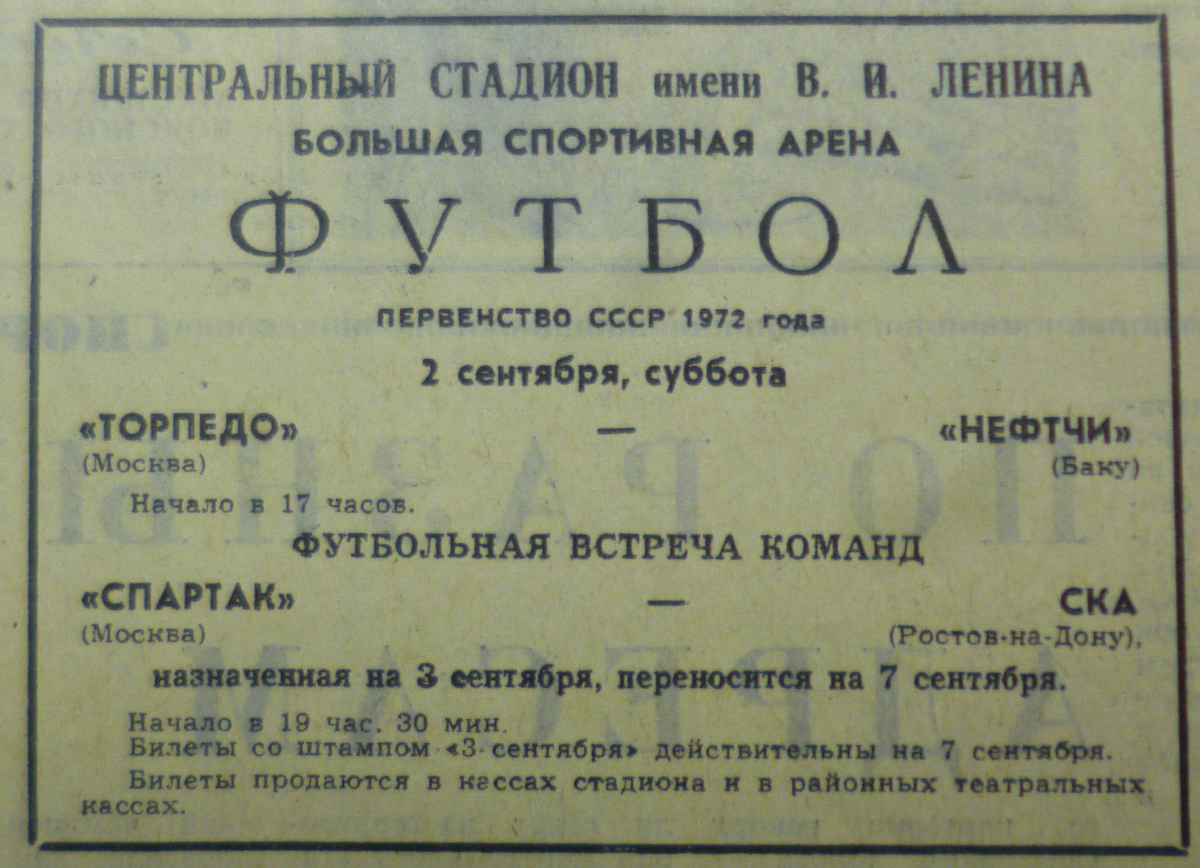 ЦЕНТРАЛЬНЫЙ СТАДИОН имени В. И. ЛЕНИНА
БОЛЬШАЯ СПОРТИВНАЯ АРЕНА
ФУТБОЛ
ПЕРВЕНСТВО СССР 1972 года
2 сентября, суббота
«ТОРПЕДО» — «НЕФТЧИ»
(Москва) (Баку)
Начало в 17 часов.
ФУТБОЛЬНАЯ ВСТРЕЧА КОМАНД
«СПАРТАК» — СКА
(Москва) (Ростов-на-Дону),
назначенная на 3 сентября, переносится на 7 сентября.
Начало в 19 час. 30 мин.
Билеты со штампом «3 сентября» действительны на 7 сентября.
Билеты продаются в кассах стадиона и в районных театральных
кассах.